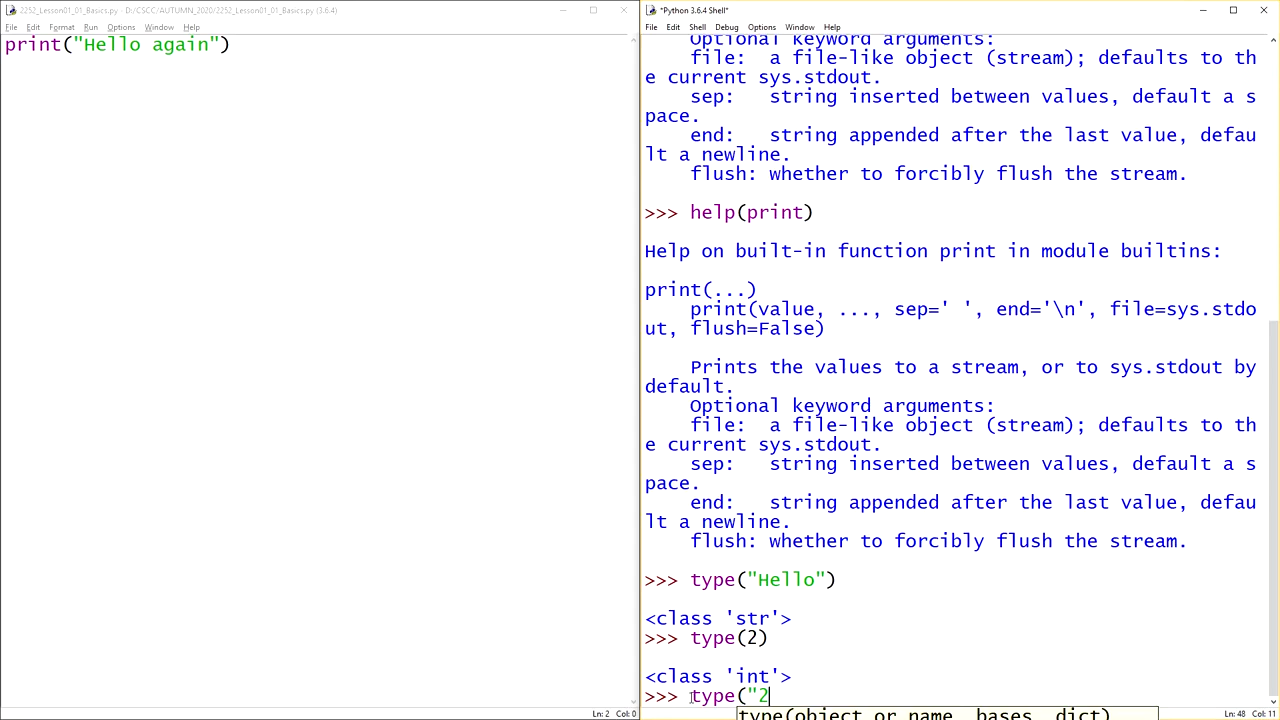 2252_Lesson01_01_Basics.py - D:/CSCC/AUTUMN_2020/2252_Lesson01_01_Basics.py (3.6.4)
File Edit Format Run Options Window Help
print("Hello again")
Ln: 2 Col: 0
*Python 3.6.4 Shell*
File Edit Shell Debug Options Window Help
Optional keyword arguments:
file: a file-like object (stream); defaults to th
e current sys.stdout.
sep: string inserted between values, default a s
pace.
end: string appended after the last value, defau
lt a newline.
flush: whether to forcibly flush the stream.
>>> help(print)
Help on built-in function print in module builtins:
print(...)
print(value, ..., sep=' ', end='\n', file=sys.stdo
ut, flush=False)
Prints the values to a stream, or to sys.stdout by
default.
Optional keyword arguments:
file: a file-like object (stream); defaults to th
e current sys.stdout.
sep: string inserted between values, default a s
pace.
end: string appended after the last value, defau
lt a newline.
flush: whether to forcibly flush the stream.
>>> type("Hello")
<class 'str'>
>>> type(2)
<class 'int'>
>>> type("2
type(object or name, bases, dict)
Ln: 48 Col: 11